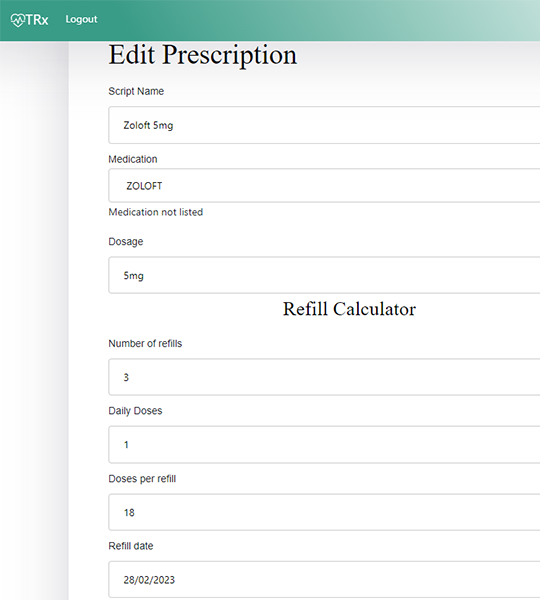 TRx Logout
Edit Prescription
Script Name
Zoloft 5mg
Medication
ZOLOFT
Medication not listed
Dosage
5mg
Refill Calculator
Number of refills
3
Daily Doses
1
Doses per refill
18
Refill date
28/02/2023